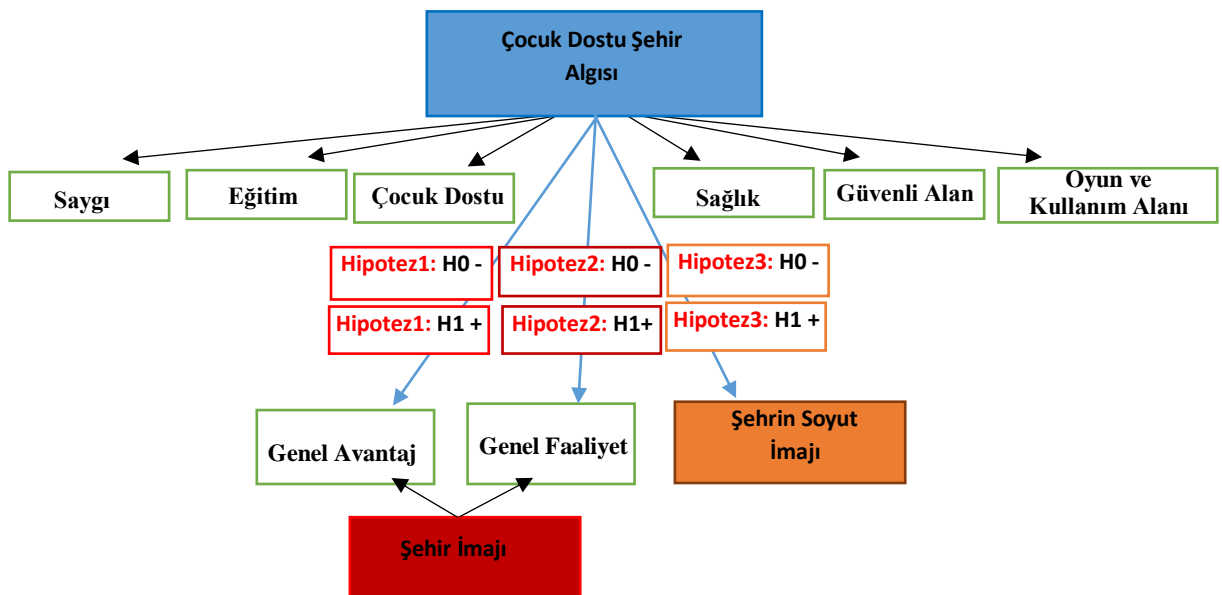 Çocuk Dostu Şehir
Algısı
Saygı
Eğitim
Çocuk Dostu
Sağlık
Güvenli Alan
Oyun ve
Kullanım Alanı
Hipotez1: H0 -
Hipotez2: H0 -
Hipotez3: H0 -
Hipotez1: H1 +
Hipotez2: H1+
Hipotez3: H1 +
Genel Avantaj
Genel Faaliyet
Şehrin Soyut
İmajı
Şehir İmajı